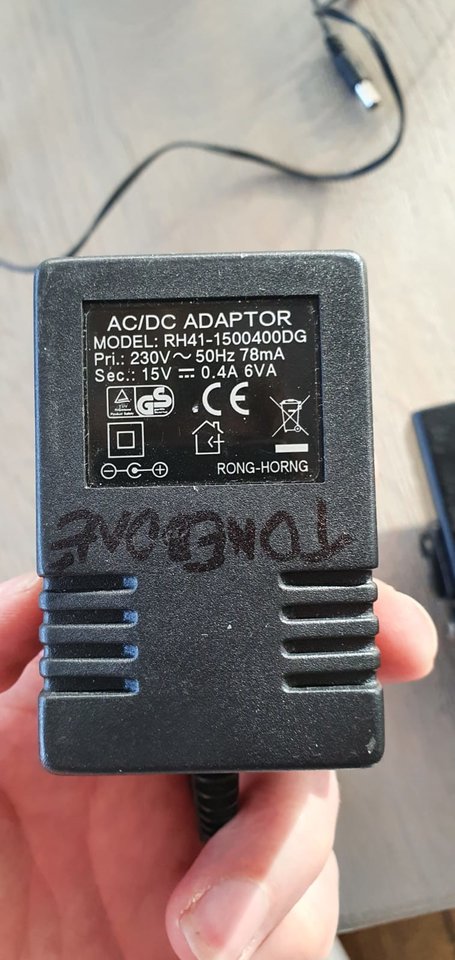 AC/DC ADAPTOR
MODEL: RH41-1500400DG
Pri.: 230V ~ 50Hz 78mA
Sec.: 15V ⎓ 0.4A 6VA
GS CE
RONG-HORNG
TONEBONE